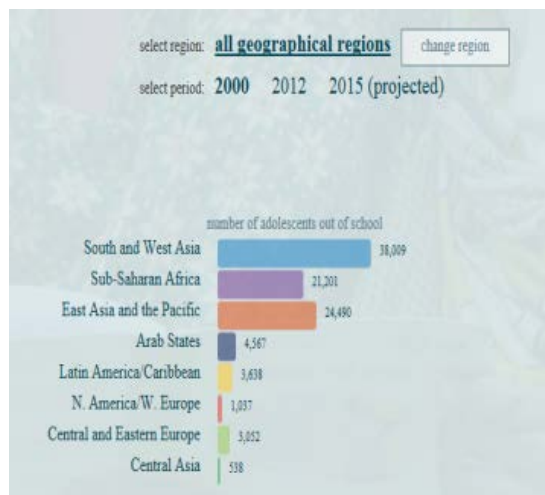 select region: all geographical regions change region
select period: 2000 2012 2015 (projected)
number of adolescents out of school
South and West Asia 38,009
Sub-Saharan Africa 21,201
East Asia and the Pacific 24,490
Arab States 4,567
Latin America/Caribbean 3,638
N. America/W. Europe 1,037
Central and Eastern Europe 3,052
Central Asia 538